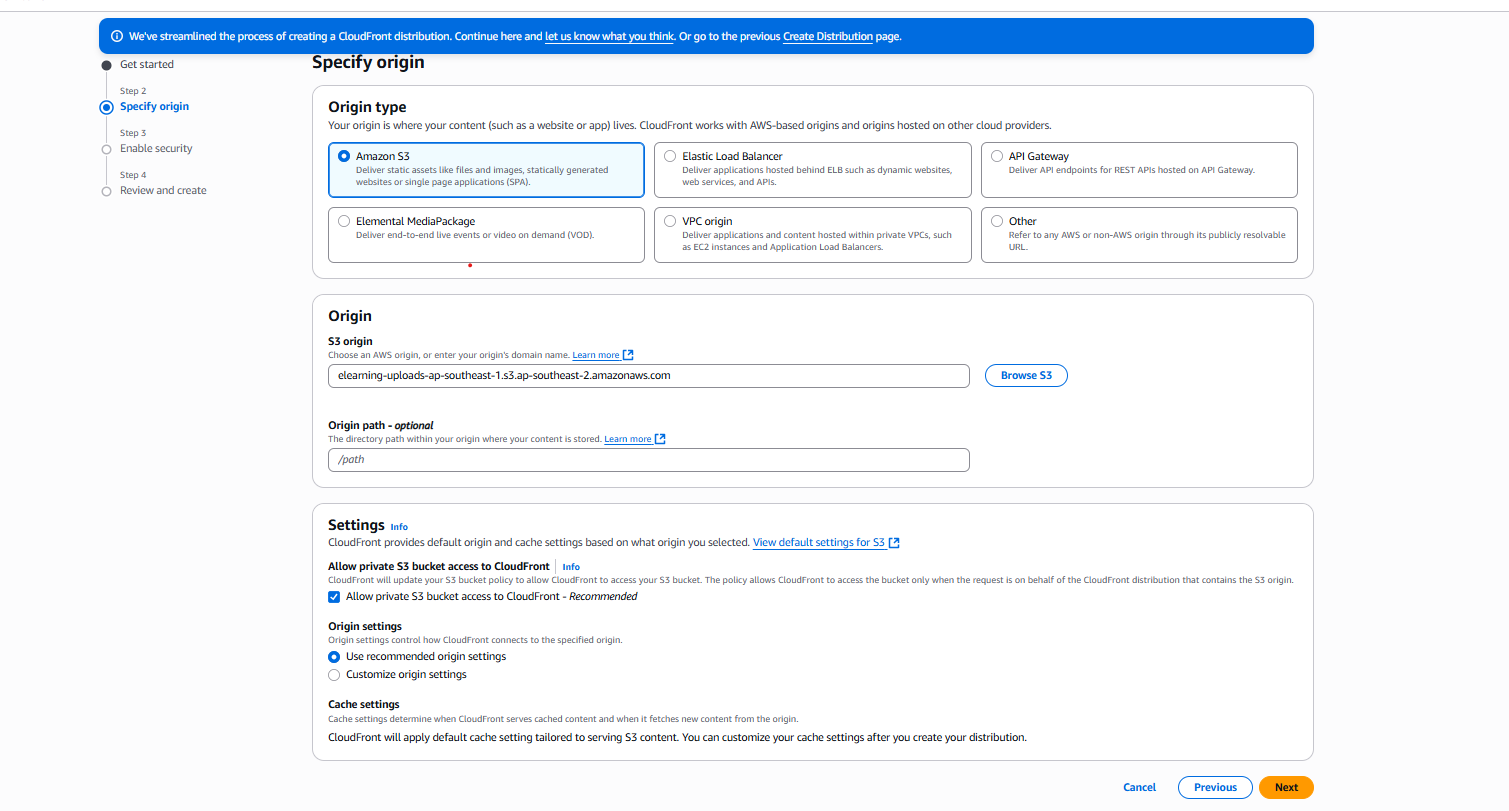 We've streamlined the process of creating a CloudFront distribution. Continue here and let us know what you think. Or go to the previous Create Distribution page.
Get started
Step 2
Specify origin
Step 3
Enable security
Step 4
Review and create
Specify origin
Origin type
Your origin is where your content (such as a website or app) lives. CloudFront works with AWS-based origins and origins hosted on other cloud providers.
Amazon S3
Deliver static assets like files and images, statically generated
websites or single page applications (SPA).
Elastic Load Balancer
Deliver applications hosted behind ELB such as dynamic websites,
web services, and APIs.
API Gateway
Deliver API endpoints for REST APIs hosted on API Gateway.
Elemental MediaPackage
Deliver end-to-end live events or video on demand (VOD).
VPC origin
Deliver applications and content hosted within private VPCs, such
as EC2 instances and Application Load Balancers.
Other
Refer to any AWS or non-AWS origin through its publicly resolvable
URL.
Origin
S3 origin
Choose an AWS origin, or enter your origin's domain name. Learn more
elearning-uploads-ap-southeast-1.s3.ap-southeast-2.amazonaws.com
Browse S3
Origin path - optional
The directory path within your origin where your content is stored. Learn more
/path
Settings Info
CloudFront provides default origin and cache settings based on what origin you selected. View default settings for S3
Allow private S3 bucket access to CloudFront Info
CloudFront will update your S3 bucket policy to allow CloudFront to access your S3 bucket. The policy allows CloudFront to access the bucket only when the request is on behalf of the CloudFront distribution that contains the S3 origin.
Allow private S3 bucket access to CloudFront - Recommended
Origin settings
Origin settings control how CloudFront connects to the specified origin.
Use recommended origin settings
Customize origin settings
Cache settings
Cache settings determine when CloudFront serves cached content and when it fetches new content from the origin.
CloudFront will apply default cache setting tailored to serving S3 content. You can customize your cache settings after you create your distribution.
Cancel
Previous
Next